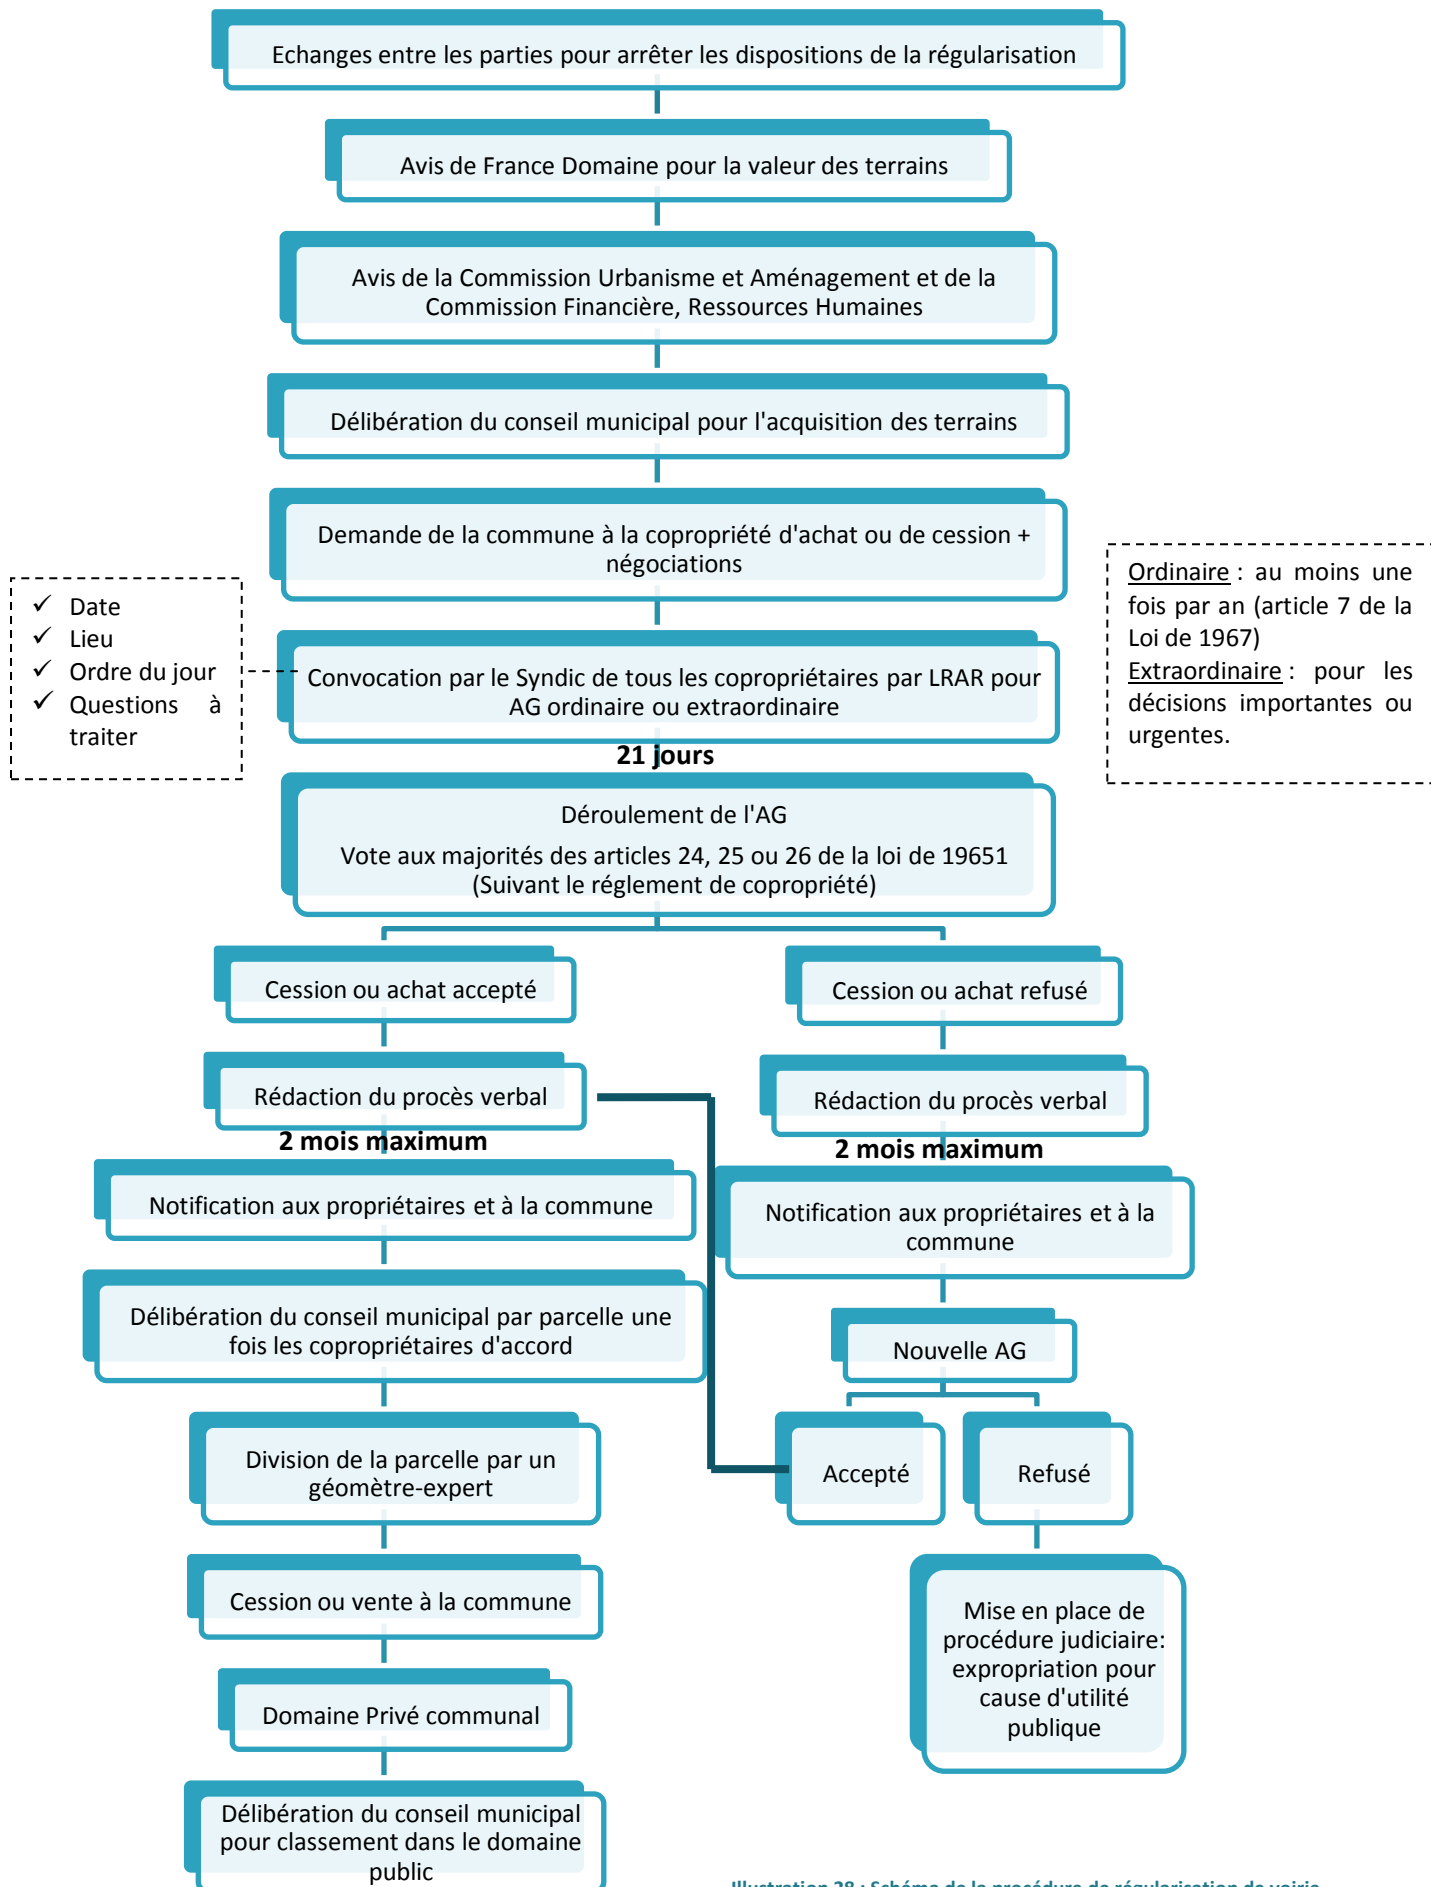 Echanges entre les parties pour arrêter les dispositions de la régularisation
Avis de France Domaine pour la valeur des terrains
Avis de la Commission Urbanisme et Aménagement et de la
Commission Financière, Ressources Humaines
Délibération du conseil municipal pour l'acquisition des terrains
Demande de la commune à la copropriété d'achat ou de cession +
négociations
✓ Date
✓ Lieu
✓ Ordre du jour
✓ Questions à
traiter
Convocation par le Syndic de tous les copropriétaires par LRAR pour
AG ordinaire ou extraordinaire
Ordinaire : au moins une
fois par an (article 7 de la
Loi de 1967)
Extraordinaire : pour les
décisions importantes ou
urgentes.
21 jours
Déroulement de l'AG
Vote aux majorités des articles 24, 25 ou 26 de la loi de 19651
(Suivant le réglement de copropriété)
Cession ou achat accepté
Rédaction du procès verbal
2 mois maximum
Notification aux propriétaires et à la commune
Délibération du conseil municipal par parcelle une
fois les copropriétaires d'accord
Division de la parcelle par un
géomètre-expert
Cession ou vente à la commune
Domaine Privé communal
Délibération du conseil municipal
pour classement dans le domaine
public
Cession ou achat refusé
Rédaction du procès verbal
2 mois maximum
Notification aux propriétaires et à la
commune
Nouvelle AG
Accepté
Refusé
Mise en place de
procédure judiciaire:
expropriation pour
cause d'utilité
publique
Illustration 28 : Schéma de la procédure de régularisation de voirie